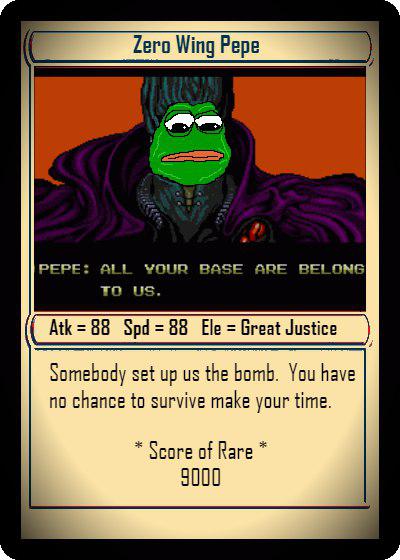 Zero Wing Pepe
PEPE: ALL YOUR BASE ARE BELONG
TO US.
Atk = 88 Spd = 88 Ele = Great Justice
Somebody set up us the bomb. You have
no chance to survive make your time.
* Score of Rare *
9000